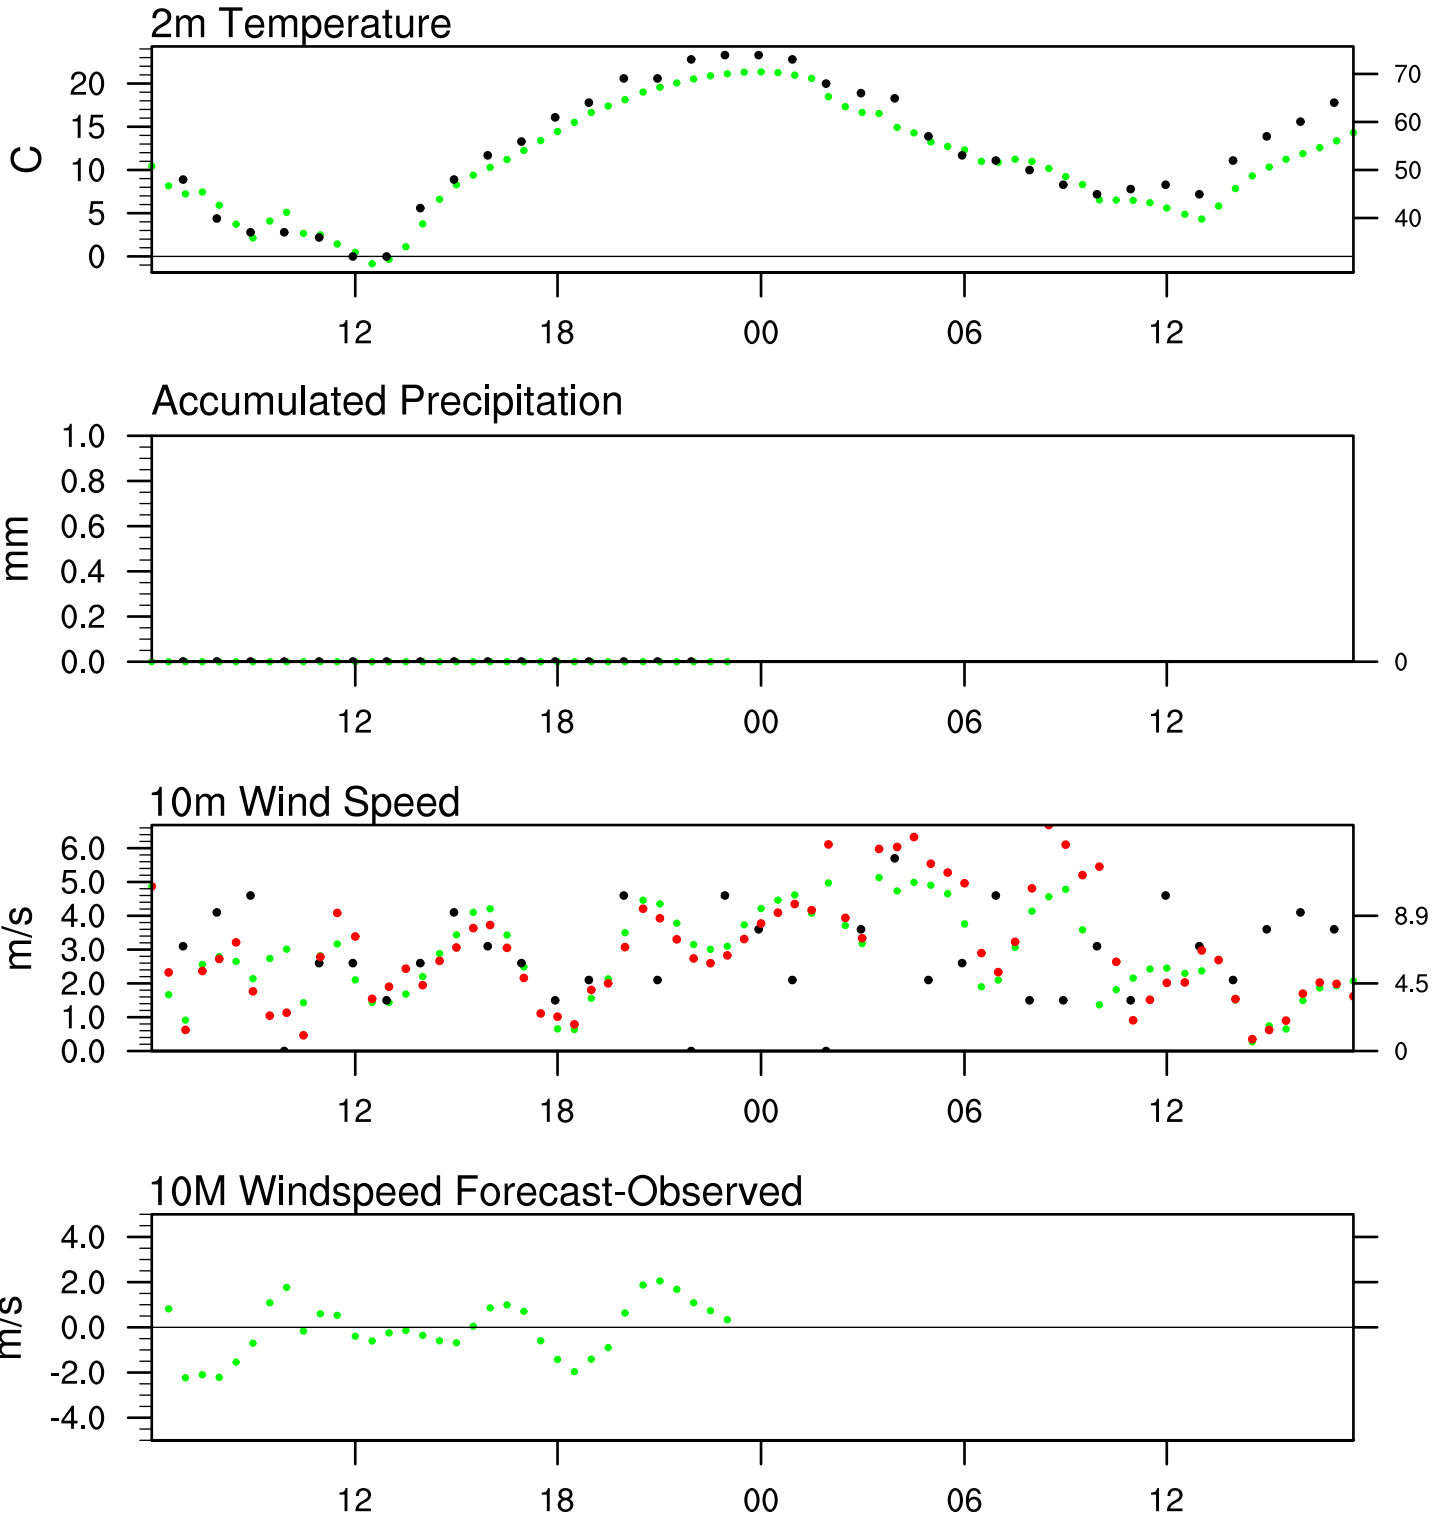 2m Temperature
20
15
10
5
0
C
70
60
50
40
12 18 00 06 12
Accumulated Precipitation
1.0
0.8
0.6
0.4
0.2
0.0
mm
0
12 18 00 06 12
10m Wind Speed
6.0
5.0
4.0
3.0
2.0
1.0
0.0
m/s
8.9
4.5
0
12 18 00 06 12
10M Windspeed Forecast-Observed
4.0
2.0
0.0
-2.0
-4.0
m/s
12 18 00 06 12